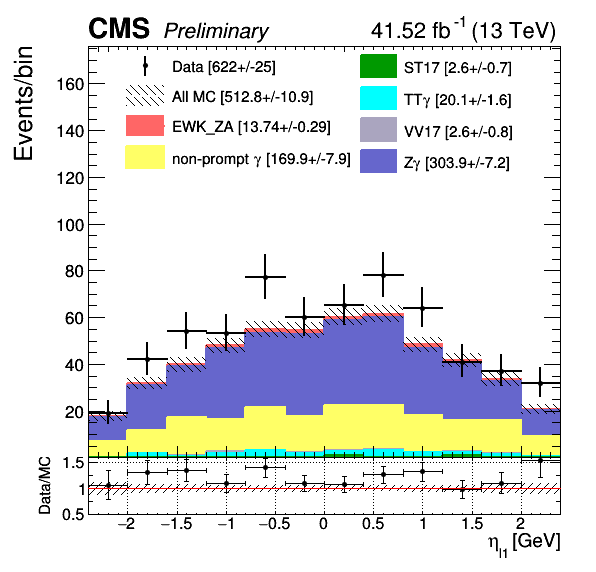 CMS Preliminary 41.52 fb⁻¹ (13 TeV)
Events/bin
Data [622+/-25]
All MC [512.8+/-10.9]
EWK_ZA [13.74+/-0.29]
non-prompt γ [169.9+/-7.9]
ST17 [2.6+/-0.7]
TTγ [20.1+/-1.6]
VV17 [2.6+/-0.8]
Zγ [303.9+/-7.2]
160
140
120
100
80
60
40
20
Data/MC
1.5
1
0.5
−2 −1.5 −1 −0.5 0 0.5 1 1.5 2
η_l1 [GeV]